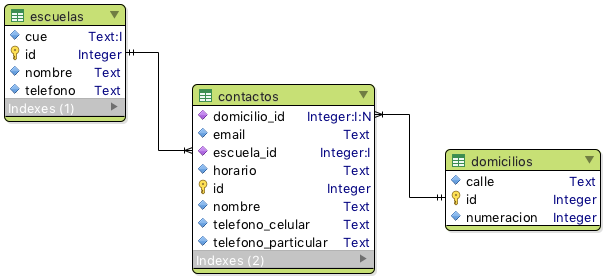 escuelas
cue Text:I
id Integer
nombre Text
telefono Text
Indexes (1)
contactos
domicilio_id Integer:I:N
email Text
escuela_id Integer:I
horario Text
id Integer
nombre Text
telefono_celular Text
telefono_particular Text
Indexes (2)
domicilios
calle Text
id Integer
numeracion Integer